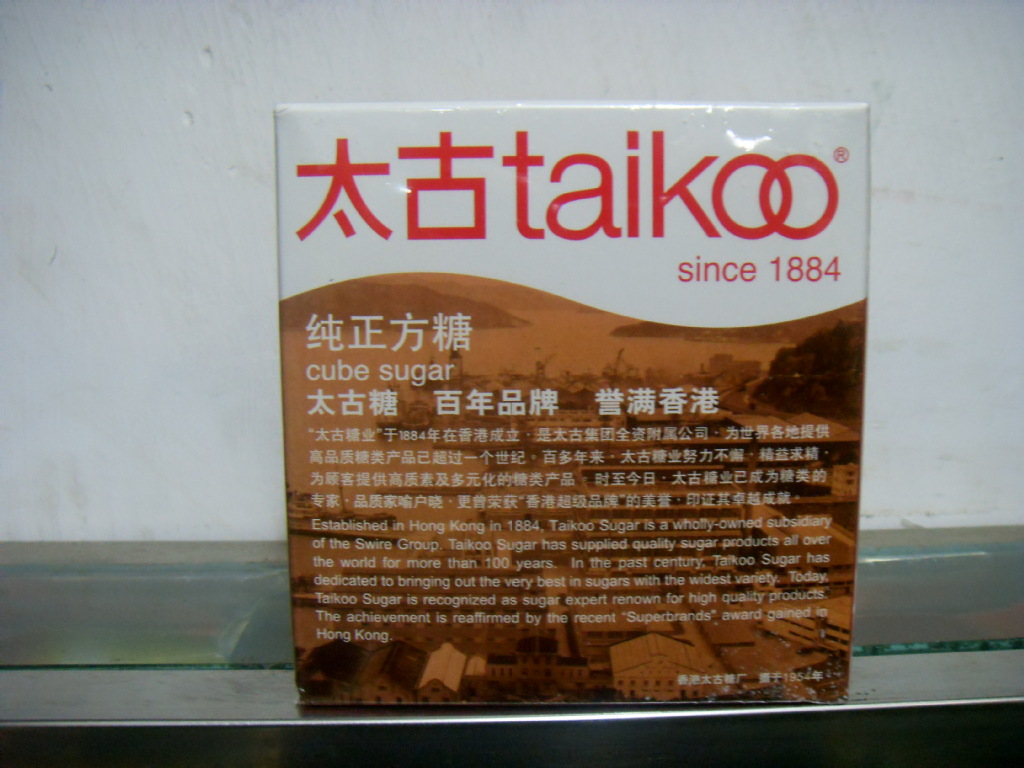 太古taikoo®
since 1884
纯正方糖
cube sugar
太古糖 百年品牌 誉满香港
“太古糖业”于1884年在香港成立，是太古集团全资附属公司，为世界各地提供
高品质糖类产品已超过一个世纪。百多年来，太古糖业努力不懈，精益求精，
为顾客提供高质素及多元化的糖类产品。时至今日，太古糖业已成为糖类的
专家，品质家喻户晓，更曾荣获“香港超级品牌”的美誉，印证其卓越成就。
Established in Hong Kong in 1884, Taikoo Sugar is a wholly-owned subsidiary
of the Swire Group. Taikoo Sugar has supplied quality sugar products all over
the world for more than 100 years. In the past century, Taikoo Sugar has
dedicated to bringing out the very best in sugars with the widest variety. Today,
Taikoo Sugar is recognized as sugar expert renown for high quality products.
The achievement is reaffirmed by the recent “Superbrands” award gained in
Hong Kong.
香港太古糖厂 摄于1954年